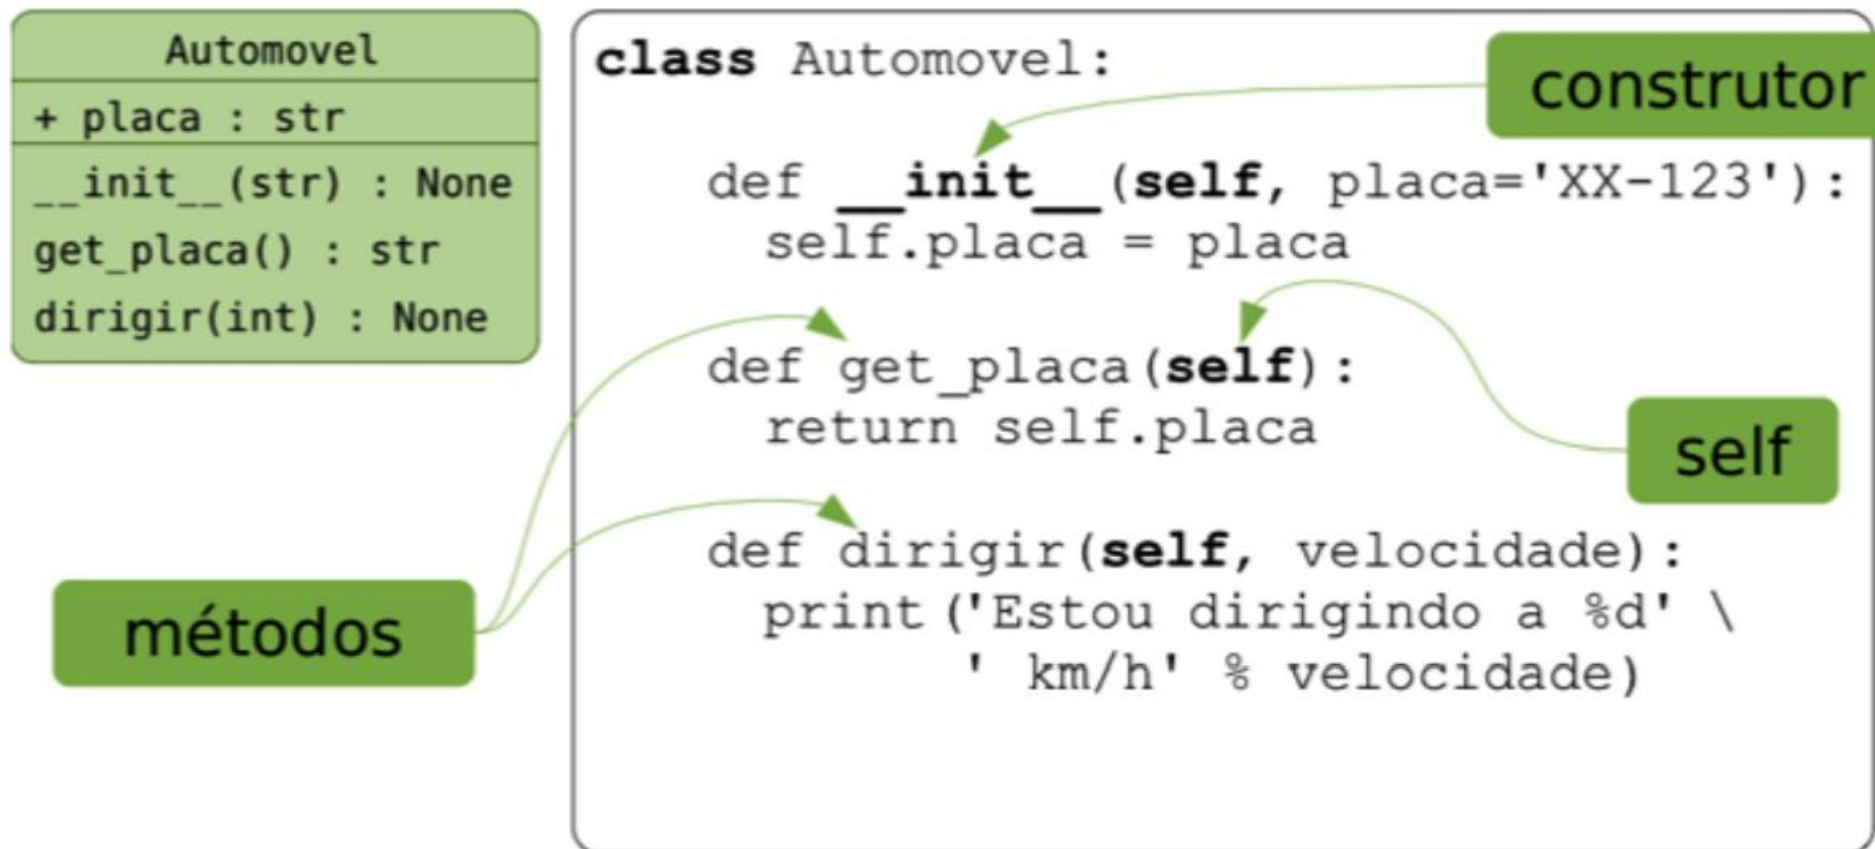 Automovel
+ placa : str
__init__(str) : None
get_placa() : str
dirigir(int) : None
class Automovel:
construtor
def __init__(self, placa='XX-123'):
self.placa = placa
def get_placa(self):
return self.placa
self
def dirigir(self, velocidade):
print('Estou dirigindo a %d' \
' km/h' % velocidade)
métodos